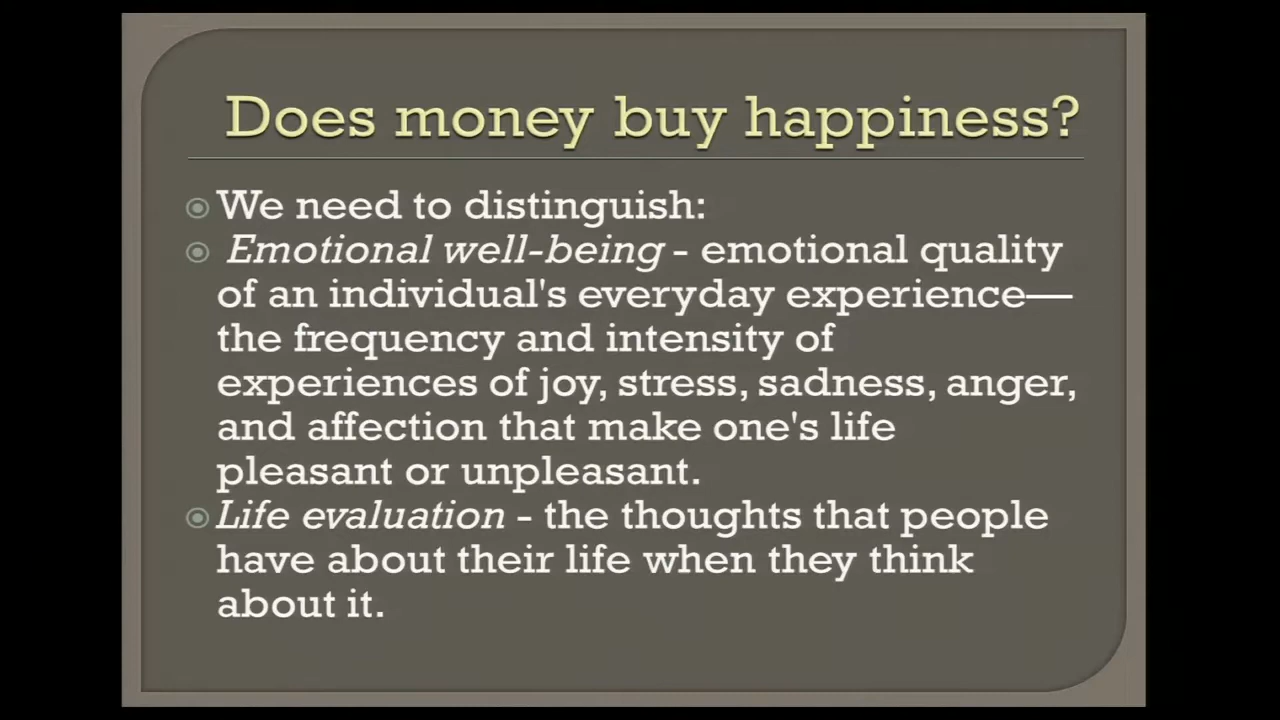 Does money buy happiness?
We need to distinguish:
Emotional well-being - emotional quality
of an individual's everyday experience—
the frequency and intensity of
experiences of joy, stress, sadness, anger,
and affection that make one's life
pleasant or unpleasant.
Life evaluation - the thoughts that people
have about their life when they think
about it.